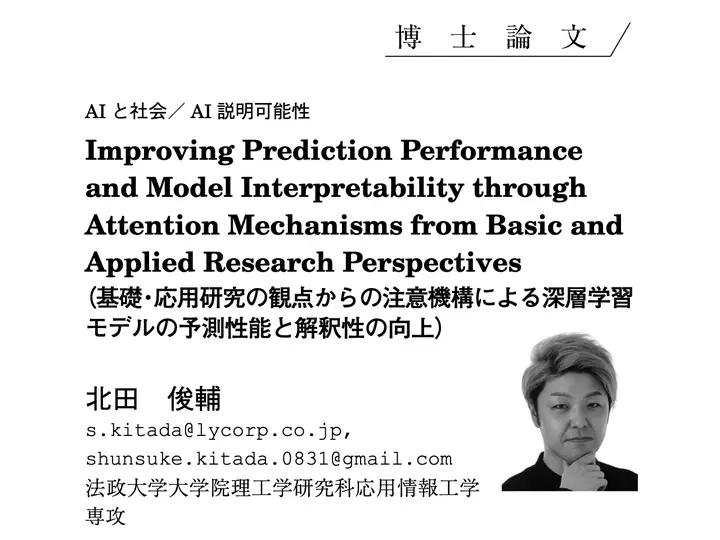 博 士 論 文
AI と社会／ AI 説明可能性
Improving Prediction Performance
and Model Interpretability through
Attention Mechanisms from Basic and
Applied Research Perspectives
（基礎・応用研究の観点からの注意機構による深層学習
モデルの予測性能と解釈性の向上）
北田　俊輔
s.kitada@lycorp.co.jp,
shunsuke.kitada.0831@gmail.com
法政大学大学院理工学研究科応用情報工学
専攻